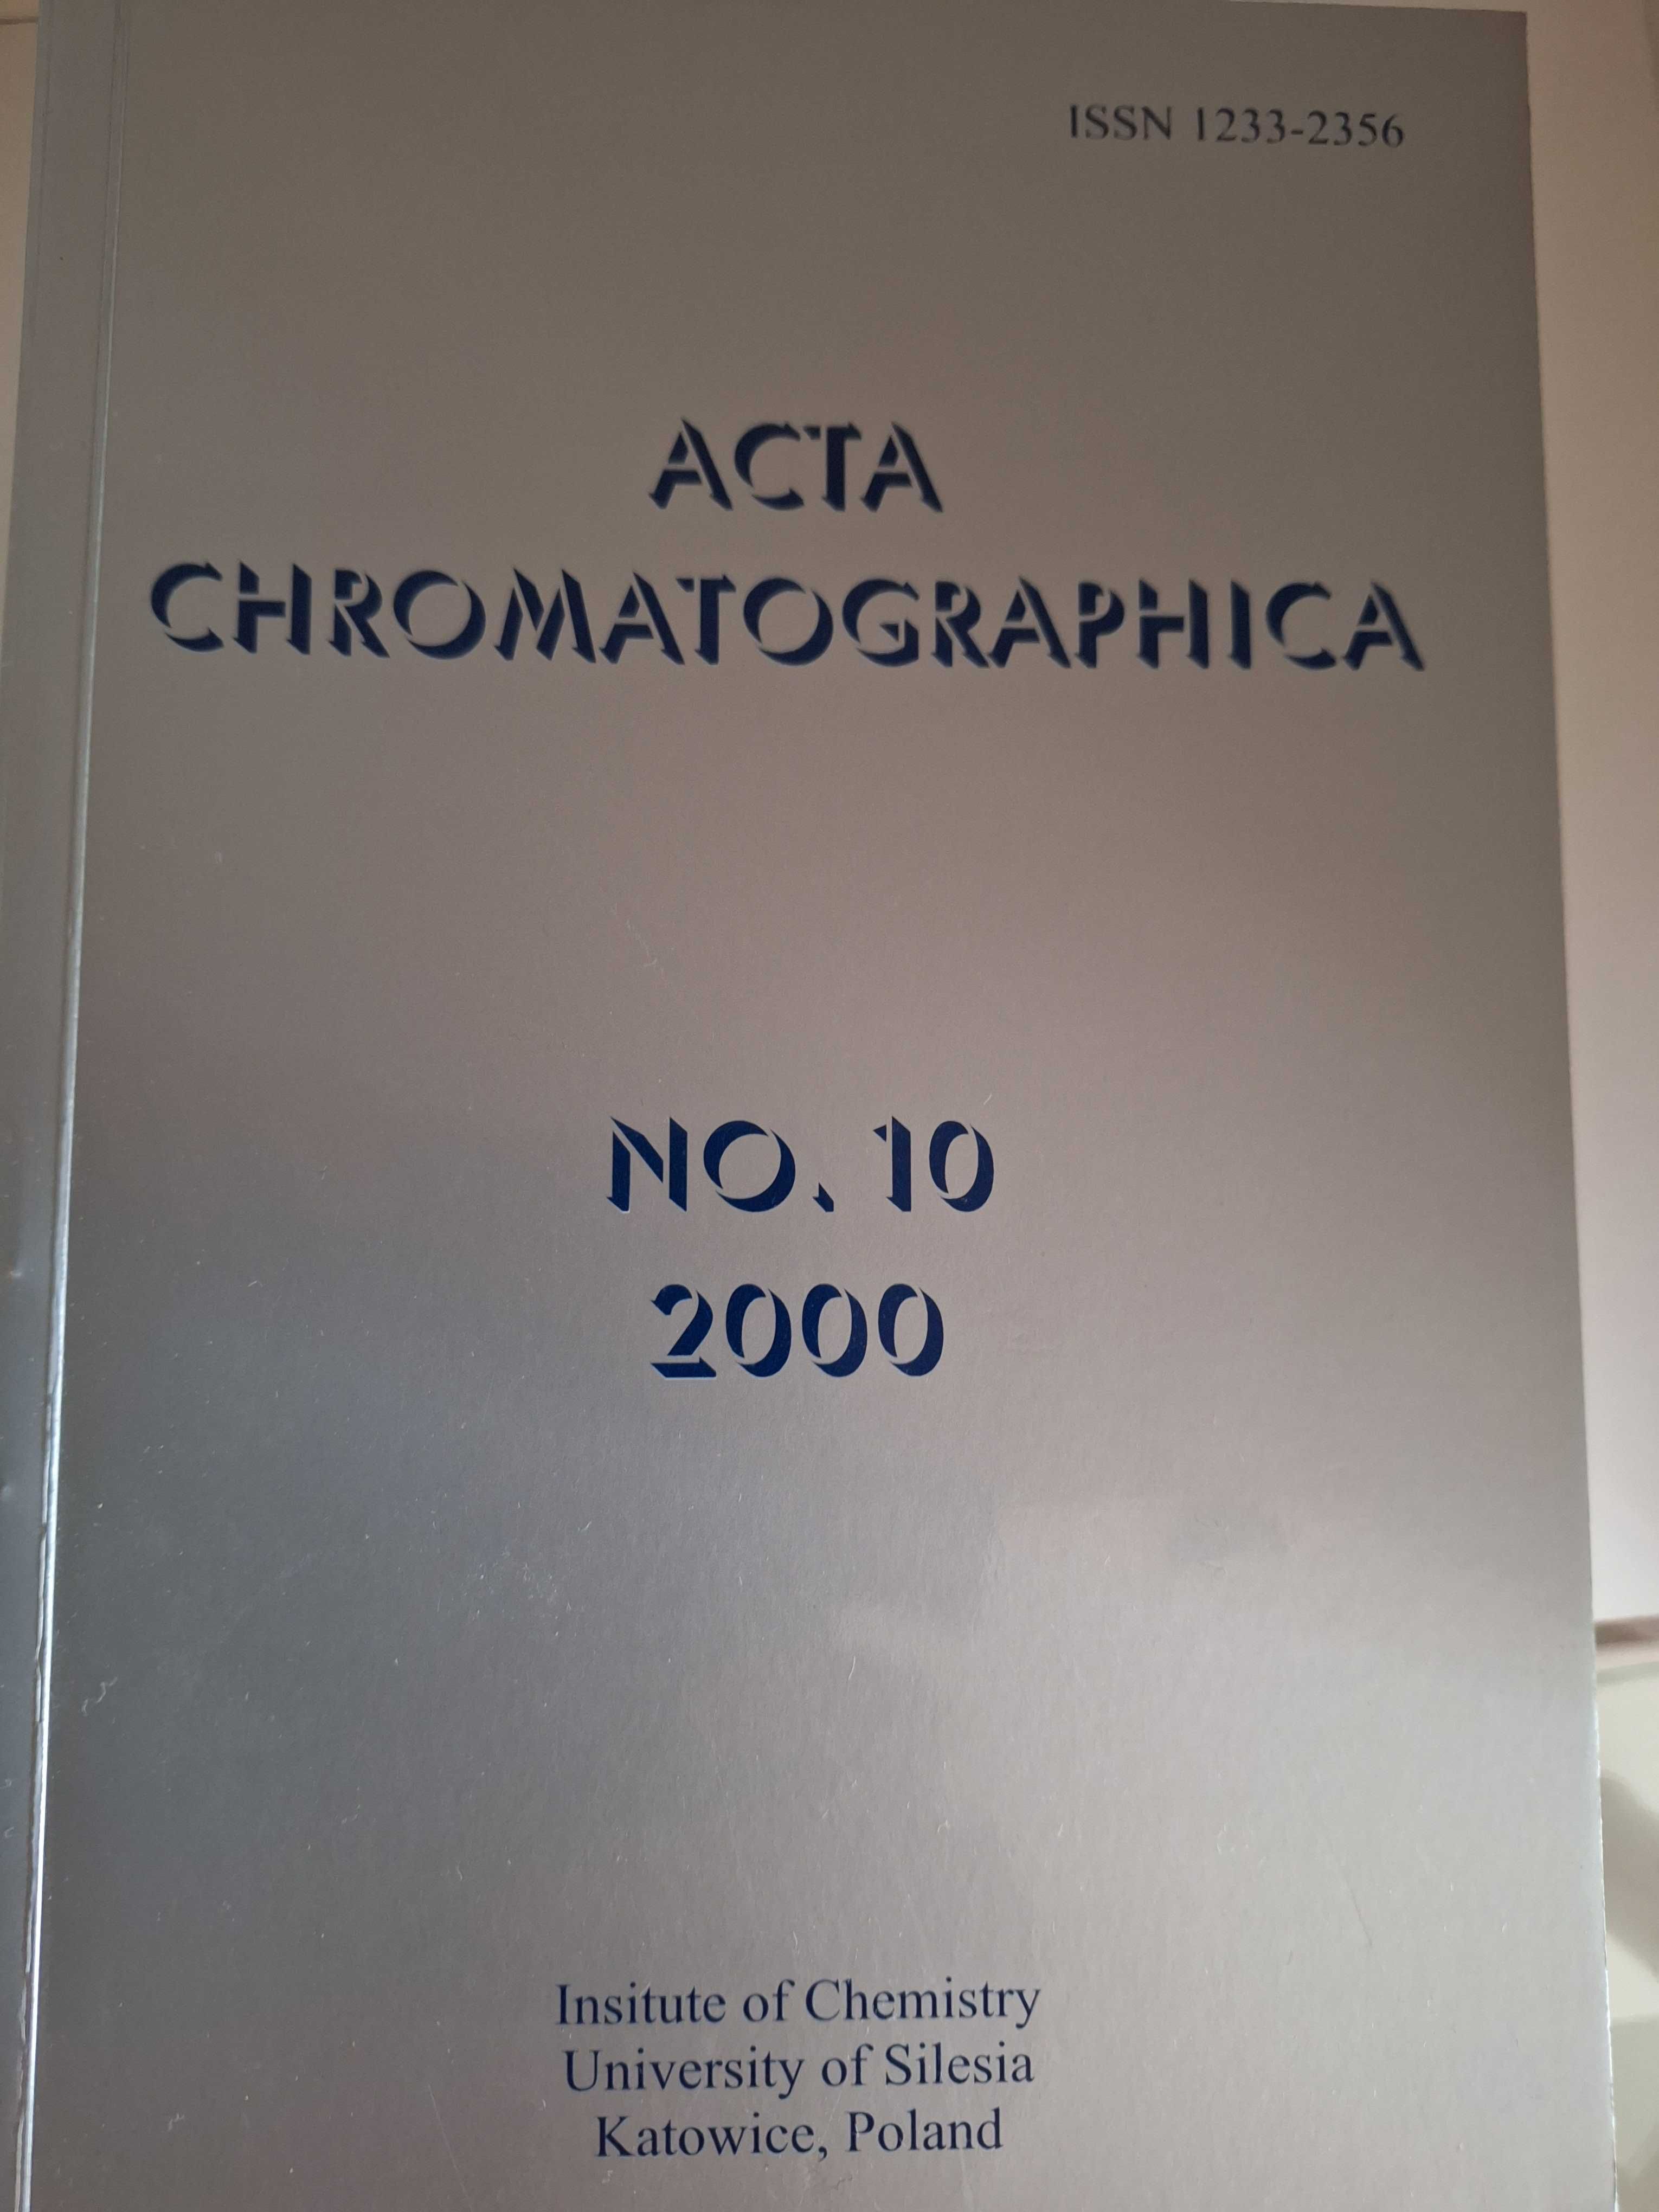 ISSN 1233-2356
ACTA
CHROMATOGRAPHICA
NO. 10
2000
Insitute of Chemistry
University of Silesia
Katowice, Poland